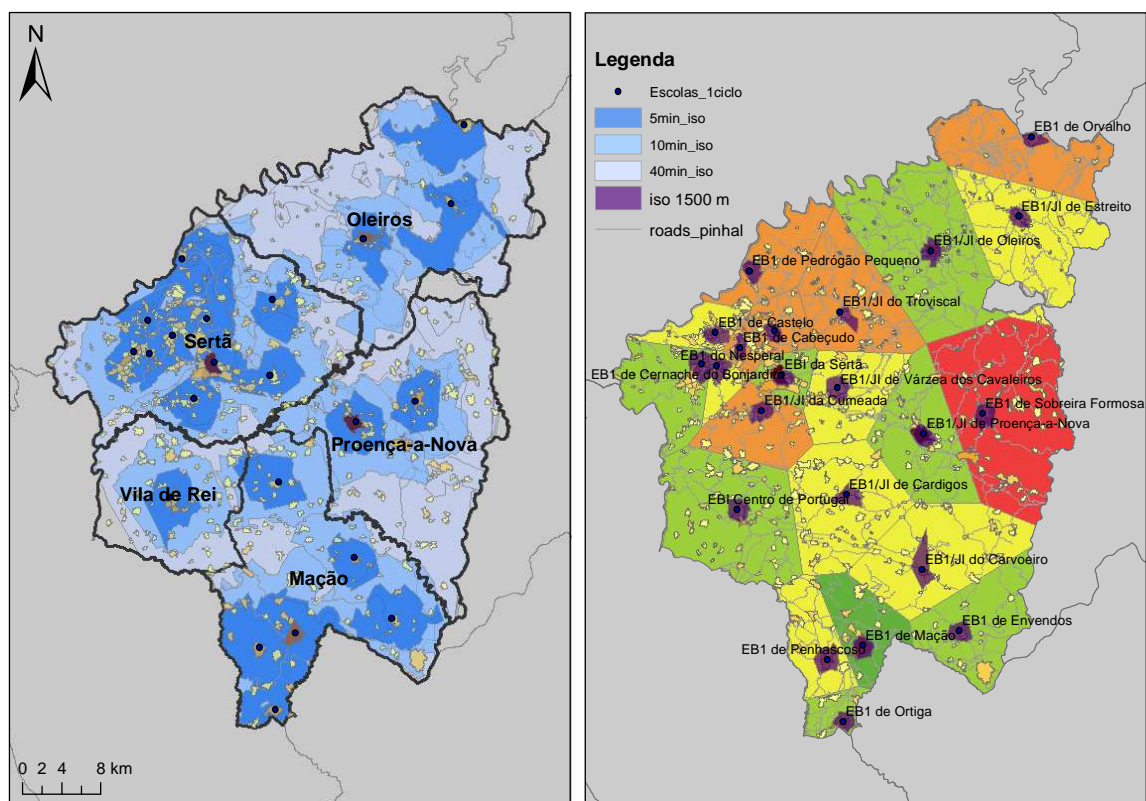 N
Oleiros
Sertã
Proença-a-Nova
Vila de Rei
Mação
0 2 4 8 km
Legenda
Escolas_1ciclo
5min_iso
10min_iso
40min_iso
iso 1500 m
roads_pinhal
EB1 de Orvalho
EB1/JI de Estreito
EB1/JI de Oleiros
EB1 de Pedrógão Pequeno
EB1/JI do Troviscal
EB1 de Castelo
EB1 de Cabeçudo
EB1 do Nesperal
EBI da Sertã
EB1 de Cernache do Bonjardim
EB1/JI de Várzea dos Cavaleiros
EB1/JI da Cumeada
EB1 de Sobreira Formosa
EB1/JI de Proença-a-Nova
EB1/JI de Cardigos
EBI Centro de Portugal
EB1/JI do Carvoeiro
EB1 de Envendos
EB1 de Mação
EB1 de Penhascoso
EB1 de Ortiga